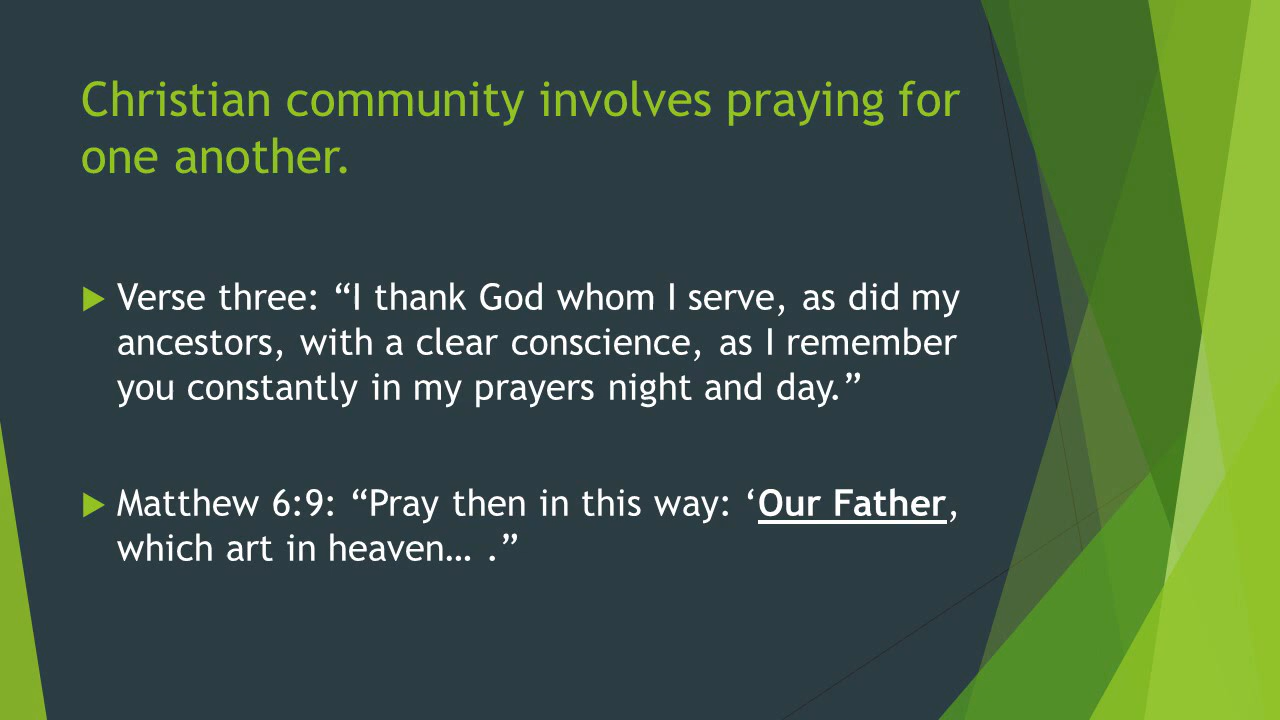 Christian community involves praying for
one another.
Verse three: “I thank God whom I serve, as did my
ancestors, with a clear conscience, as I remember
you constantly in my prayers night and day.”
Matthew 6:9: “Pray then in this way: ‘Our Father,
which art in heaven… .”